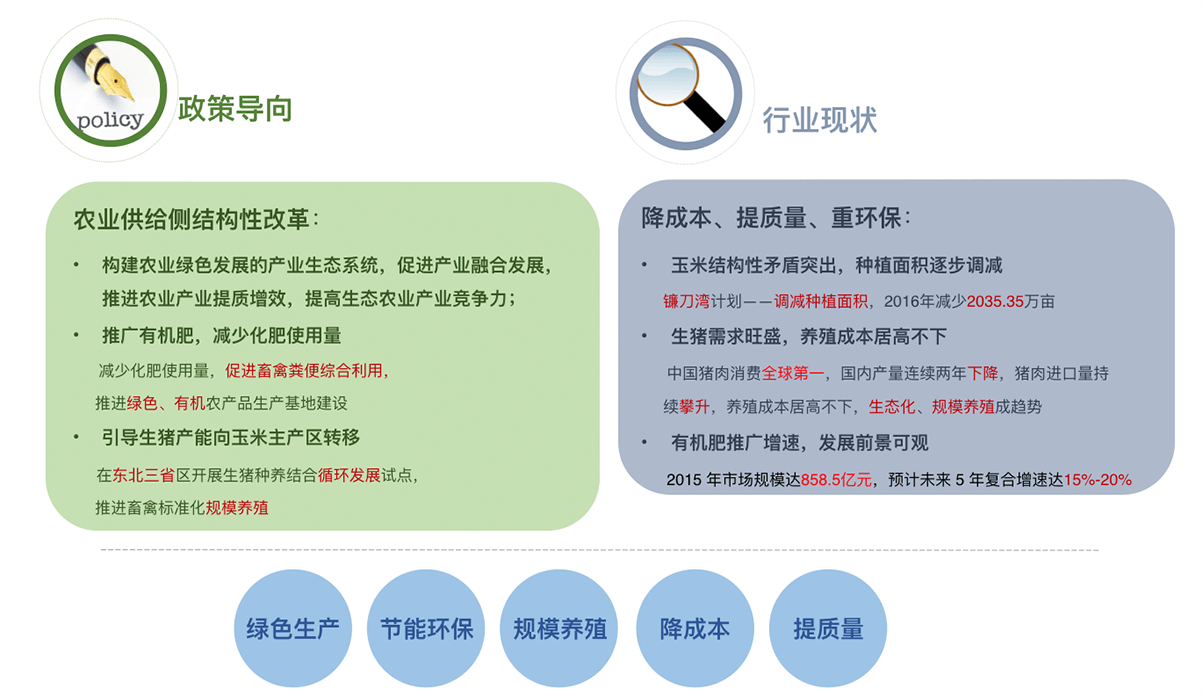 policy
政策导向
农业供给侧结构性改革：
• 构建农业绿色发展的产业生态系统，促进产业融合发展，
推进农业产业提质增效，提高生态农业产业竞争力；
• 推广有机肥，减少化肥使用量
减少化肥使用量，促进畜禽粪便综合利用，
推进绿色、有机农产品生产基地建设
• 引导生猪产能向玉米主产区转移
在东北三省区开展生猪种养结合循环发展试点，
推进畜禽标准化规模养殖
行业现状
降成本、提质量、重环保：
• 玉米结构性矛盾突出，种植面积逐步调减
镰刀湾计划——调减种植面积，2016年减少2035.35万亩
• 生猪需求旺盛，养殖成本居高不下
中国猪肉消费全球第一，国内产量连续两年下降，猪肉进口量持
续攀升，养殖成本居高不下，生态化、规模养殖成趋势
• 有机肥推广增速，发展前景可观
2015 年市场规模达858.5亿元，预计未来 5 年复合增速达15%-20%
绿色生产
节能环保
规模养殖
降成本
提质量